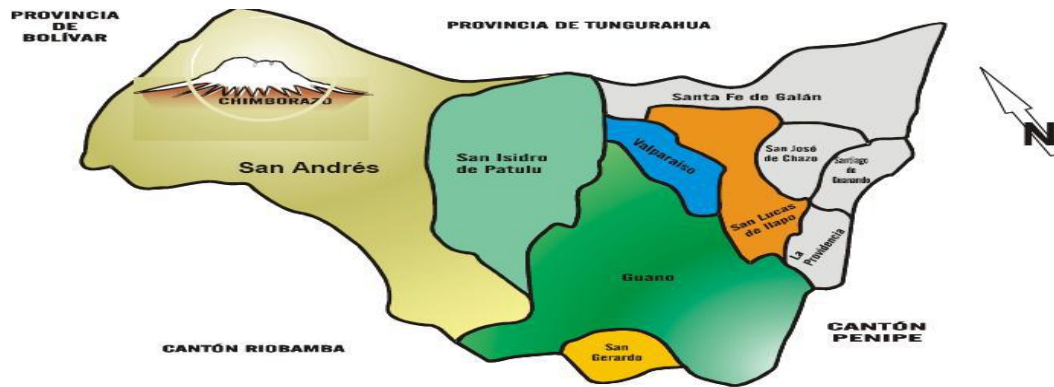 PROVINCIA
DE
BOLÍVAR
PROVINCIA DE TUNGURAHUA
CHIMBORAZO
San Andrés
San Isidro
de Patulu
Valparaiso
Santa Fe de Galán
San José
de Chazo
Santiago
de
Guanando
San Lucas
de Ilapo
La
Providencia
Guano
San
Gerardo
CANTÓN RIOBAMBA
CANTÓN
PENIPE
N